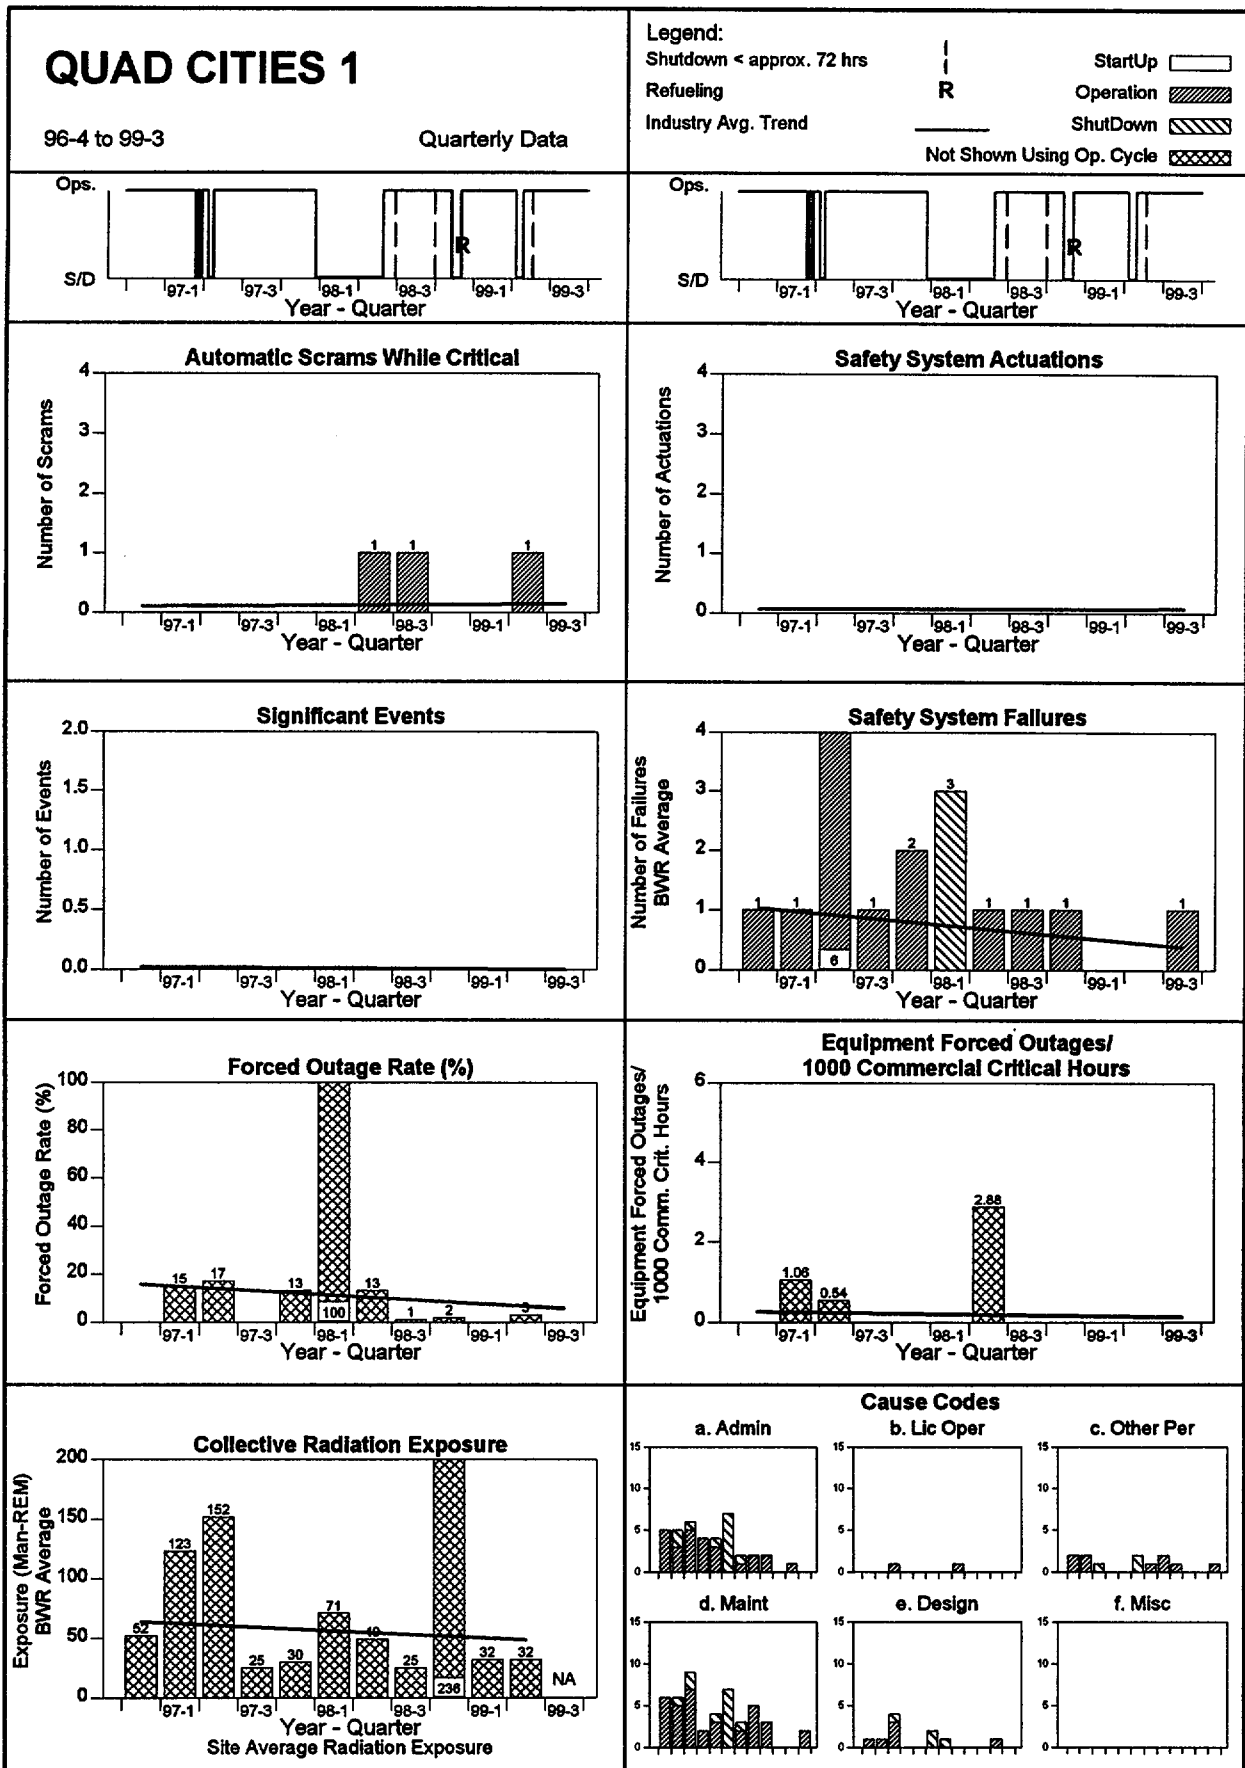 QUAD CITIES 1
96-4 to 99-3 Quarterly Data
Legend:
Shutdown < approx. 72 hrs
Refueling R
Industry Avg. Trend
StartUp
Operation
ShutDown
Not Shown Using Op. Cycle
Ops.
R
S/D
97-1 97-3 98-1 98-3 99-1 99-3
Year - Quarter
Ops.
R
S/D
97-1 97-3 98-1 98-3 99-1 99-3
Year - Quarter
Automatic Scrams While Critical
Number of Scrams
4
3
2
1
0
1 1 1
97-1 97-3 98-1 98-3 99-1 99-3
Year - Quarter
Safety System Actuations
Number of Actuations
4
3
2
1
0
97-1 97-3 98-1 98-3 99-1 99-3
Year - Quarter
Significant Events
Number of Events
2.0
1.5
1.0
0.5
0.0
97-1 97-3 98-1 98-3 99-1 99-3
Year - Quarter
Safety System Failures
Number of Failures
BWR Average
4
3
2
1
0
1 1 6 1 2 3 1 1 1 1
97-1 97-3 98-1 98-3 99-1 99-3
Year - Quarter
Forced Outage Rate (%)
Forced Outage Rate (%)
100
80
60
40
20
0
15 17 13 100 13 1 2 3
97-1 97-3 98-1 98-3 99-1 99-3
Year - Quarter
Equipment Forced Outages/
1000 Commercial Critical Hours
Equipment Forced Outages/
1000 Comm. Crit. Hours
6
4
2
0
1.06 0.54 2.88
97-1 97-3 98-1 98-3 99-1 99-3
Year - Quarter
Collective Radiation Exposure
Exposure (Man-REM)
BWR Average
200
150
100
50
0
52 123 152 25 30 71 49 25 236 32 32 NA
97-1 97-3 98-1 98-3 99-1 99-3
Year - Quarter
Site Average Radiation Exposure
Cause Codes
a. Admin
15
10
5
0
b. Lic Oper
15
10
5
0
c. Other Per
15
10
5
0
d. Maint
15
10
5
0
e. Design
15
10
5
0
f. Misc
15
10
5
0